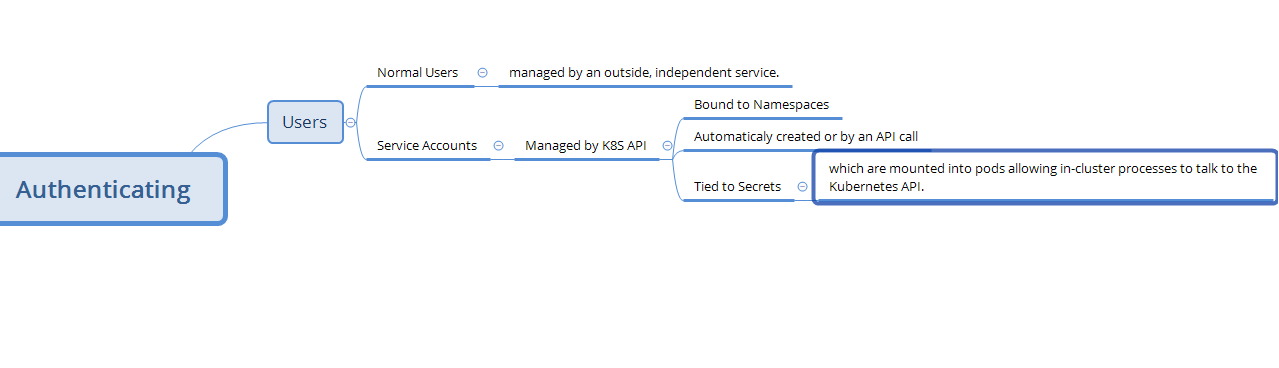 Authenticating
Users
Normal Users
managed by an outside, independent service.
Service Accounts
Managed by K8S API
Bound to Namespaces
Automaticaly created or by an API call
Tied to Secrets
which are mounted into pods allowing in-cluster processes to talk to the
Kubernetes API.